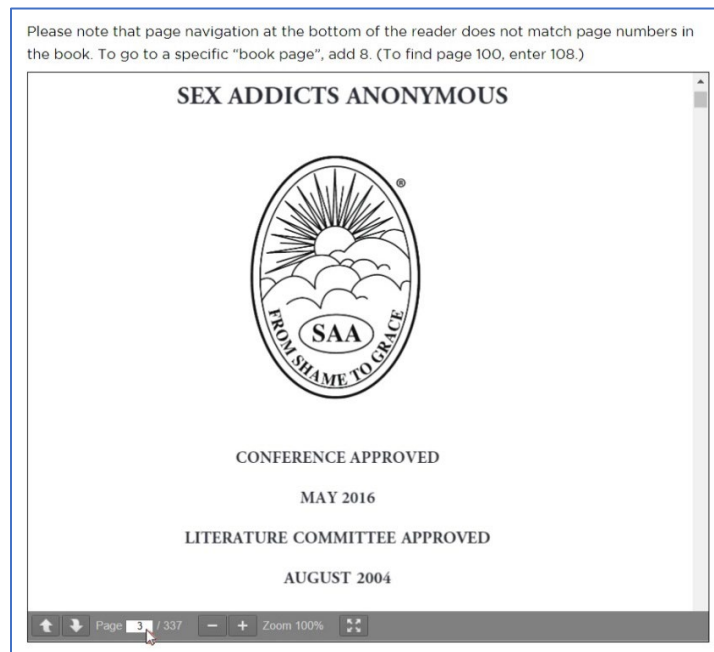 Please note that page navigation at the bottom of the reader does not match page numbers in
the book. To go to a specific “book page”, add 8. (To find page 100, enter 108.)
SEX ADDICTS ANONYMOUS
®
SAA
FROM SHAME TO GRACE
CONFERENCE APPROVED
MAY 2016
LITERATURE COMMITTEE APPROVED
AUGUST 2004
Page 3 / 337 − + Zoom 100%